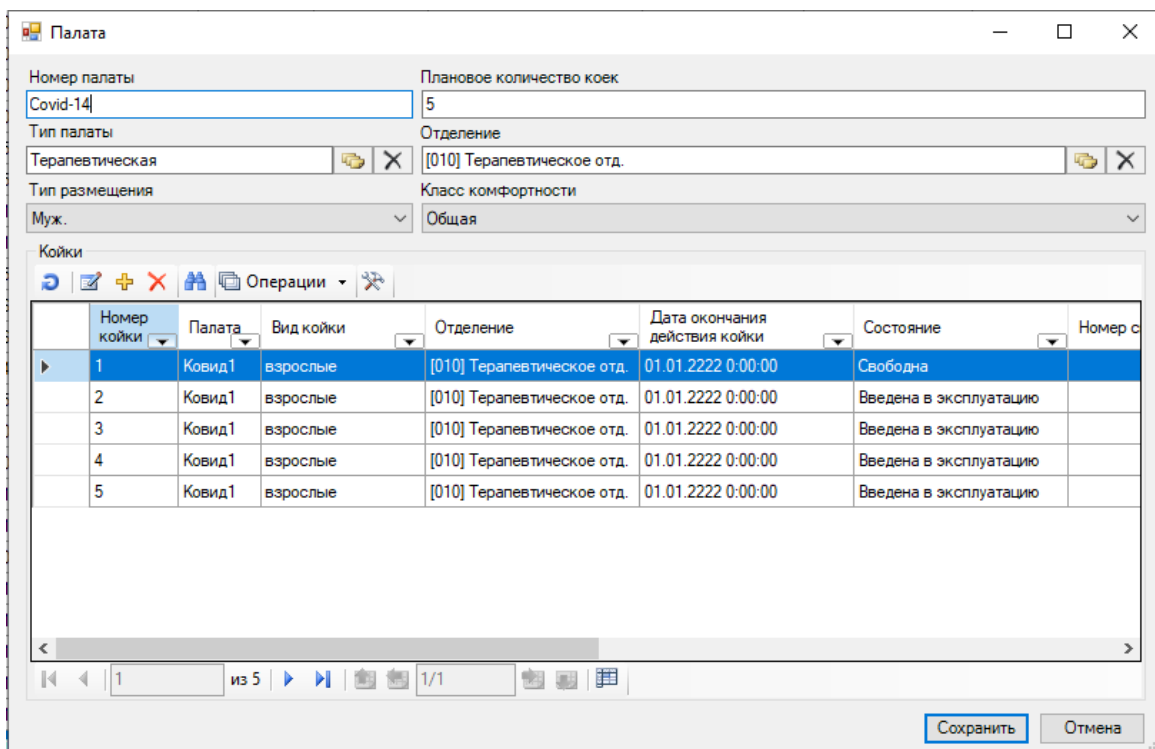 Палата
Номер палаты Плановое количество коек
Covid-14 5
Тип палаты Отделение
Терапевтическая [010] Терапевтическое отд.
Тип размещения Класс комфортности
Муж. Общая
Койки
Операции
Номер койки Палата Вид койки Отделение Дата окончания действия койки Состояние Номер с
1 Ковид1 взрослые [010] Терапевтическое отд. 01.01.2222 0:00:00 Свободна
2 Ковид1 взрослые [010] Терапевтическое отд. 01.01.2222 0:00:00 Введена в эксплуатацию
3 Ковид1 взрослые [010] Терапевтическое отд. 01.01.2222 0:00:00 Введена в эксплуатацию
4 Ковид1 взрослые [010] Терапевтическое отд. 01.01.2222 0:00:00 Введена в эксплуатацию
5 Ковид1 взрослые [010] Терапевтическое отд. 01.01.2222 0:00:00 Введена в эксплуатацию
1 из 5 1/1
Сохранить Отмена